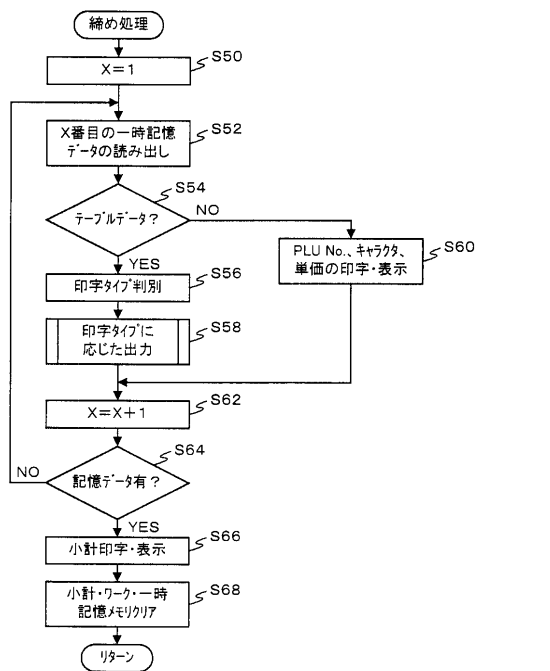 締め処理
S50
X=1
S52
X番目の一時記憶
データの読み出し
S54
テーブルデータ?
NO
YES
S60
PLU No.、キャラクタ、
単価の印字・表示
S56
印字タイプ判別
S58
印字タイプに
応じた出力
S62
X=X+1
S64
NO
記憶データ有?
YES
S66
小計印字・表示
S68
小計・ワーク・一時
記憶メモリクリア
リターン